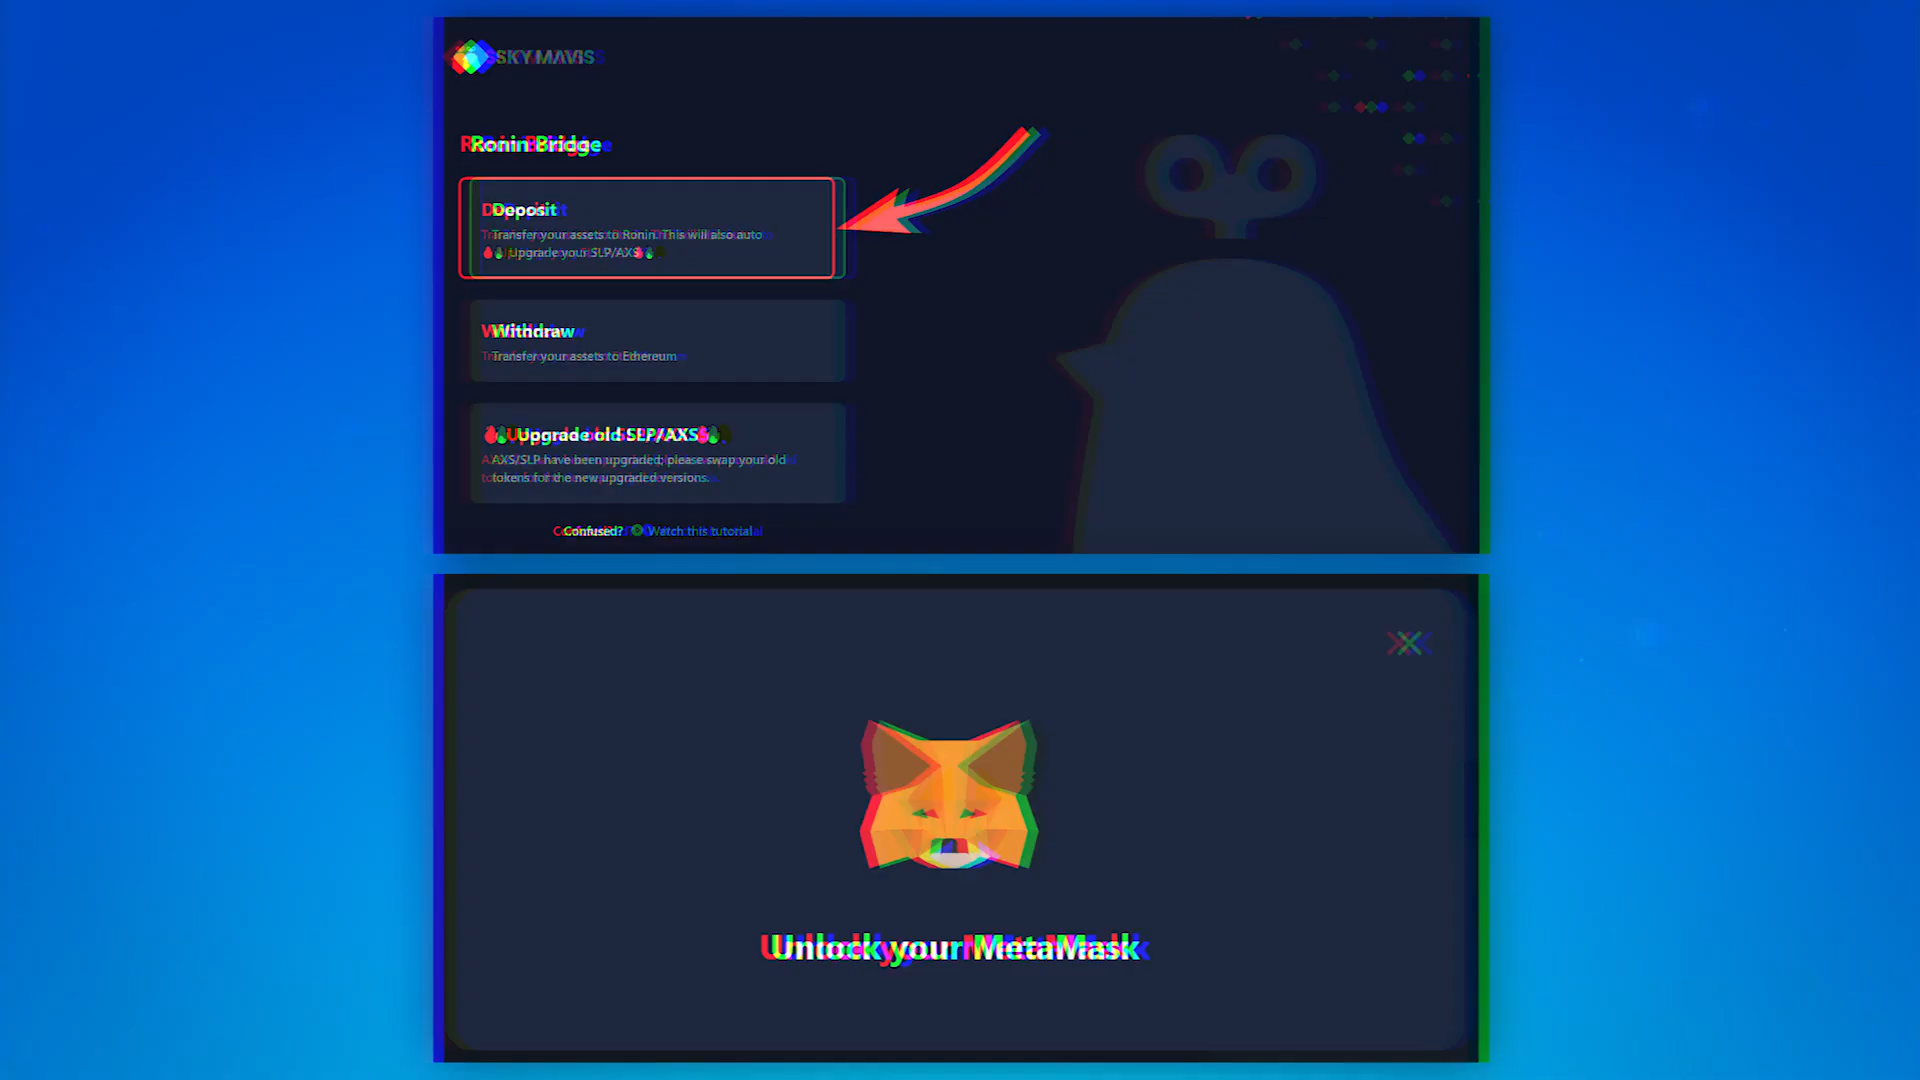 SKY MAVIS
Ronin Bridge
Deposit
Transfer your assets to Ronin. This will also auto
Upgrade your SLP/AXS
Withdraw
Transfer your assets to Ethereum
Upgrade old SLP/AXS
AXS/SLP have been upgraded, please swap your old
tokens for the new upgraded versions.
Confused? Watch this tutorial
Unlock your MetaMask